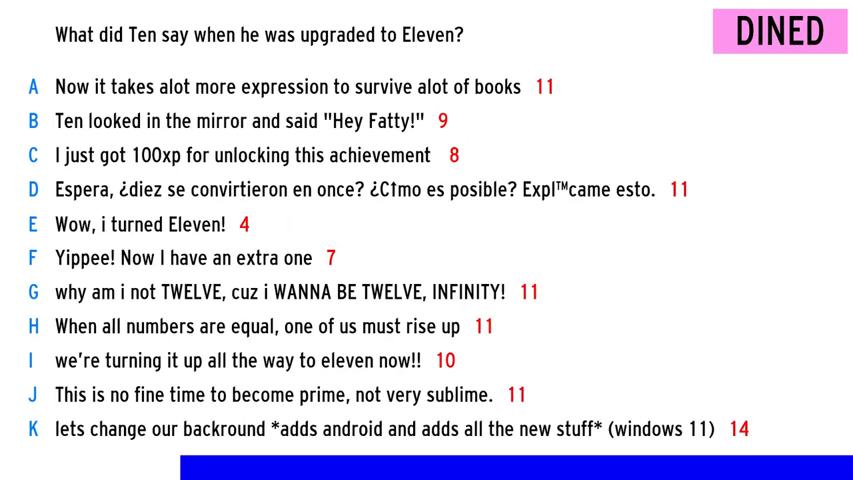 What did Ten say when he was upgraded to Eleven?
DINED
A Now it takes alot more expression to survive alot of books 11
B Ten looked in the mirror and said "Hey Fatty!" 9
C I just got 100xp for unlocking this achievement 8
D Espera, ¿diez se convirtieron en once? ¿C†mo es posible? Expl™came esto. 11
E Wow, i turned Eleven! 4
F Yippee! Now I have an extra one 7
G why am i not TWELVE, cuz i WANNA BE TWELVE, INFINITY! 11
H When all numbers are equal, one of us must rise up 11
I we're turning it up all the way to eleven now!! 10
J This is no fine time to become prime, not very sublime. 11
K lets change our backround *adds android and adds all the new stuff* (windows 11) 14